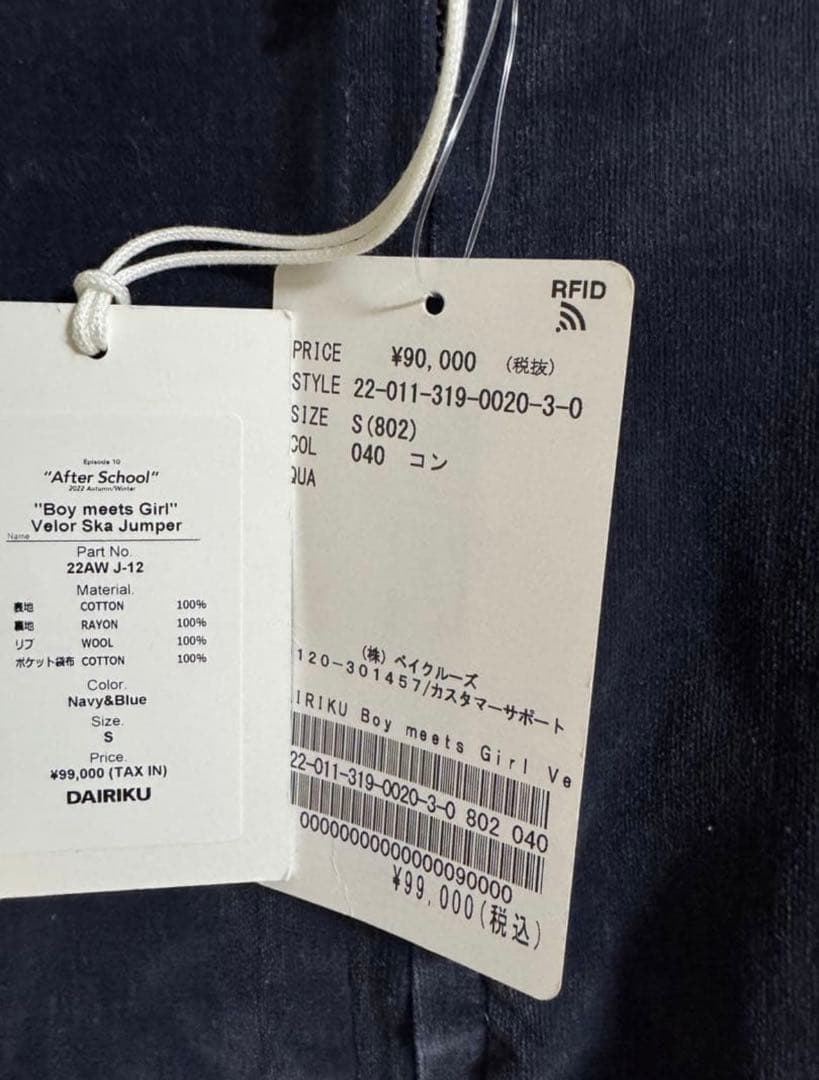 Episode 10
"After School"
2022 Autumn/Winter
"Boy meets Girl"
Velor Ska Jumper
Name
Part No.
22AW J-12
Material.
表地 COTTON 100%
裏地 RAYON 100%
リブ WOOL 100%
ポケット袋布 COTTON 100%
Color.
Navy&Blue
Size.
S
Price.
¥99,000 (TAX IN)
DAIRIKU
RFID
PRICE ¥90,000 (税抜)
STYLE 22-011-319-0020-3-0
SIZE S(802)
COL 040 コン
QUA
(株) ベイクルーズ
120-301457/カスタマーサポート
IRIKU Boy meets Girl Ve
22-011-319-0020-3-0 802 040
00000000000000090000
¥99,000(税込)